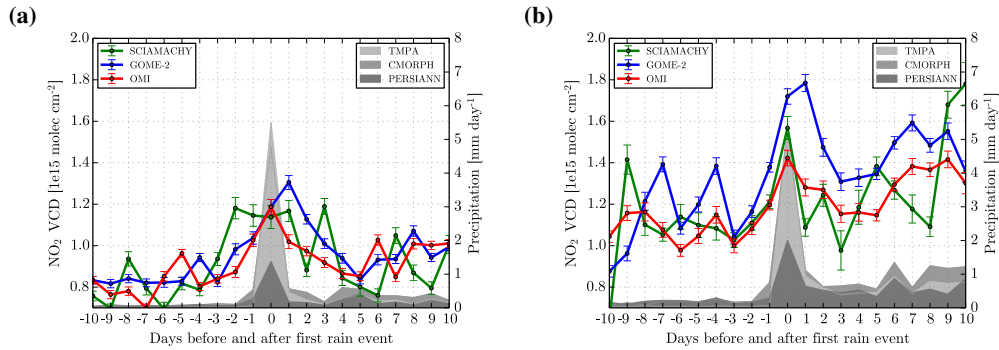 (a)
2.0
1.8
1.6
1.4
1.2
1.0
0.8
NO₂ VCD [1e15 molec cm⁻²]
SCIAMACHY
GOME-2
OMI
TMPA
CMORPH
PERSIANN
8
7
6
5
4
3
2
1
0
Precipitation [mm day⁻¹]
-10 -9 -8 -7 -6 -5 -4 -3 -2 -1 0 1 2 3 4 5 6 7 8 9 10
Days before and after first rain event
(b)
2.0
1.8
1.6
1.4
1.2
1.0
0.8
NO₂ VCD [1e15 molec cm⁻²]
SCIAMACHY
GOME-2
OMI
TMPA
CMORPH
PERSIANN
8
7
6
5
4
3
2
1
0
Precipitation [mm day⁻¹]
-10 -9 -8 -7 -6 -5 -4 -3 -2 -1 0 1 2 3 4 5 6 7 8 9 10
Days before and after first rain event